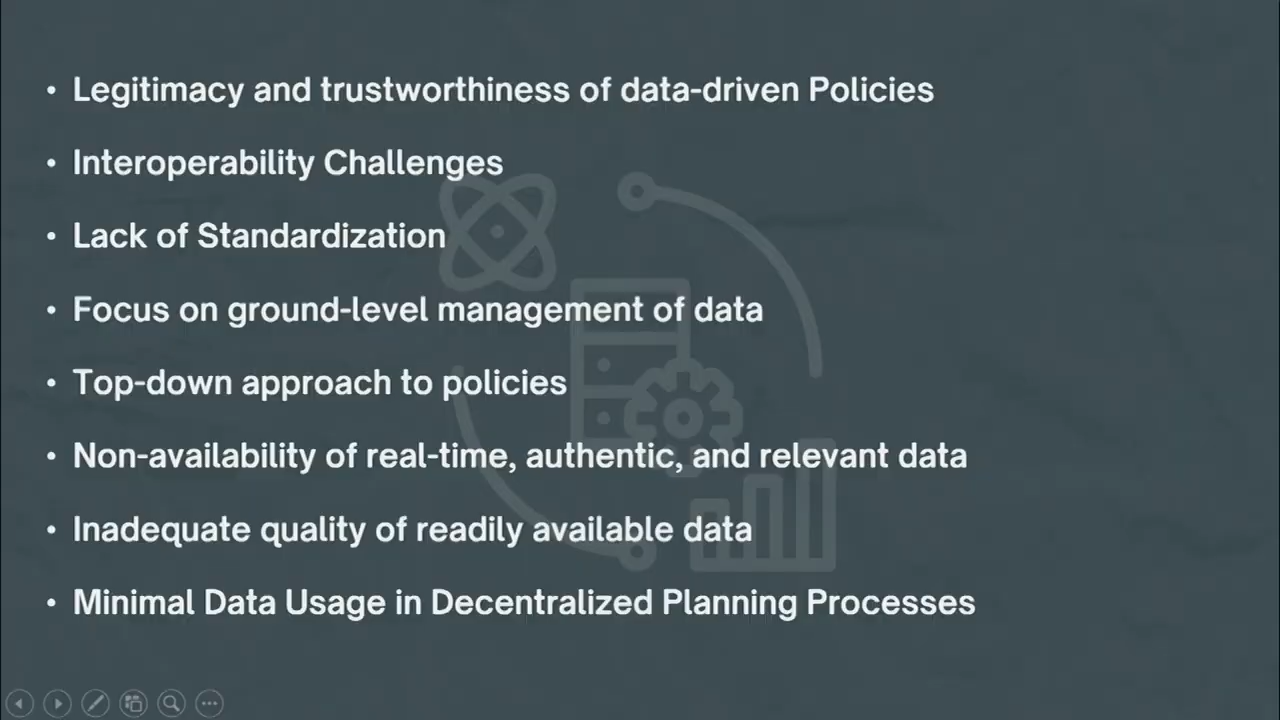 • Legitimacy and trustworthiness of data-driven Policies
• Interoperability Challenges
• Lack of Standardization
• Focus on ground-level management of data
• Top-down approach to policies
• Non-availability of real-time, authentic, and relevant data
• Inadequate quality of readily available data
• Minimal Data Usage in Decentralized Planning Processes